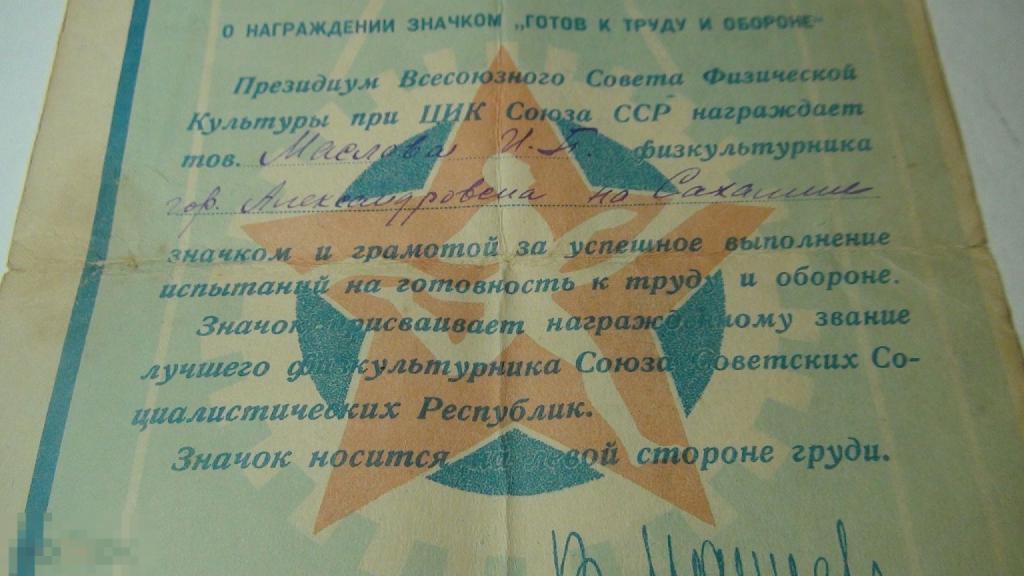 О НАГРАЖДЕНИИ ЗНАЧКОМ „ГОТОВ К ТРУДУ И ОБОРОНЕ“
Президиум Всесоюзного Совета Физической
Культуры при ЦИК Союза ССР награждает
тов. Маслова И.П. физкультурника
гор. Александровска на Сахалине
значком и грамотой за успешное выполнение
испытаний на готовность к труду и обороне.
Значок присваивает награжденному звание
лучшего физкультурника Союза Советских Со-
циалистических Республик.
Значок носится на левой стороне груди.